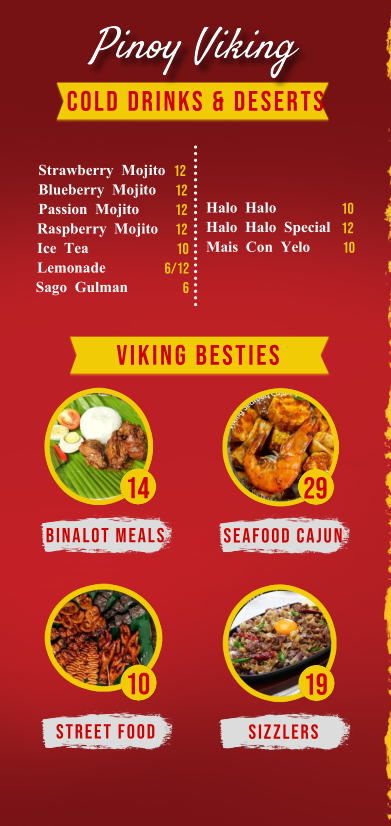 Pinoy Viking
COLD DRINKS & DESERTS
Strawberry Mojito 12
Blueberry Mojito 12
Passion Mojito 12
Raspberry Mojito 12
Ice Tea 10
Lemonade 6/12
Sago Gulman 6
Halo Halo 10
Halo Halo Special 12
Mais Con Yelo 10
VIKING BESTIES
14
BINALOT MEALS
29
SEAFOOD CAJUN
10
STREET FOOD
19
SIZZLERS